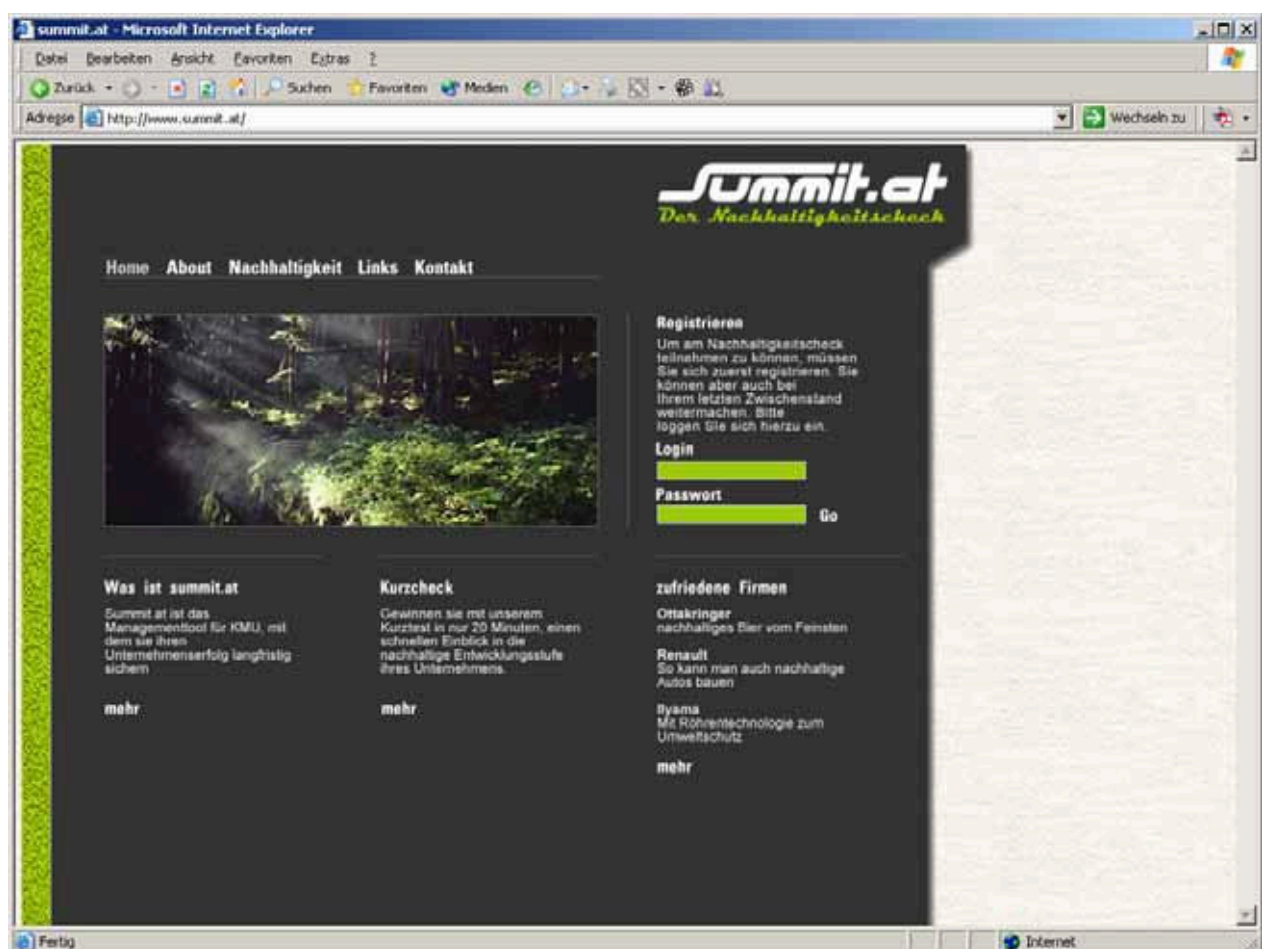 summit.at - Microsoft Internet Explorer
Datei Bearbeiten Ansicht Favoriten Extras ?
Zurück Suchen Favoriten Medien
Adresse http://www.summit.at/ Wechseln zu
Summit.at
Der Nachhaltigkeitscheck
Home About Nachhaltigkeit Links Kontakt
Registrieren
Um am Nachhaltigkeitscheck
teilnehmen zu können, müssen
Sie sich zuerst registrieren. Sie
können aber auch bei
Ihrem letzten Zwischenstand
weitermachen. Bitte
loggen Sie sich hierzu ein.
Login
Passwort
Go
Was ist summit.at
Summit.at ist das
Managementtool für KMU, mit
dem sie ihren
Unternehmenserfolg langfristig
sichern
mehr
Kurzcheck
Gewinnen sie mit unserem
Kurztest in nur 20 Minuten, einen
schnellen Einblick in die
nachhaltige Entwicklungsstufe
ihres Unternehmens.
mehr
zufriedene Firmen
Ottakringer
nachhaltiges Bier vom Feinsten
Renault
So kann man auch nachhaltige
Autos bauen
Ilyama
Mit Röhrentechnologie zum
Umweltschutz
mehr
Fertig Internet